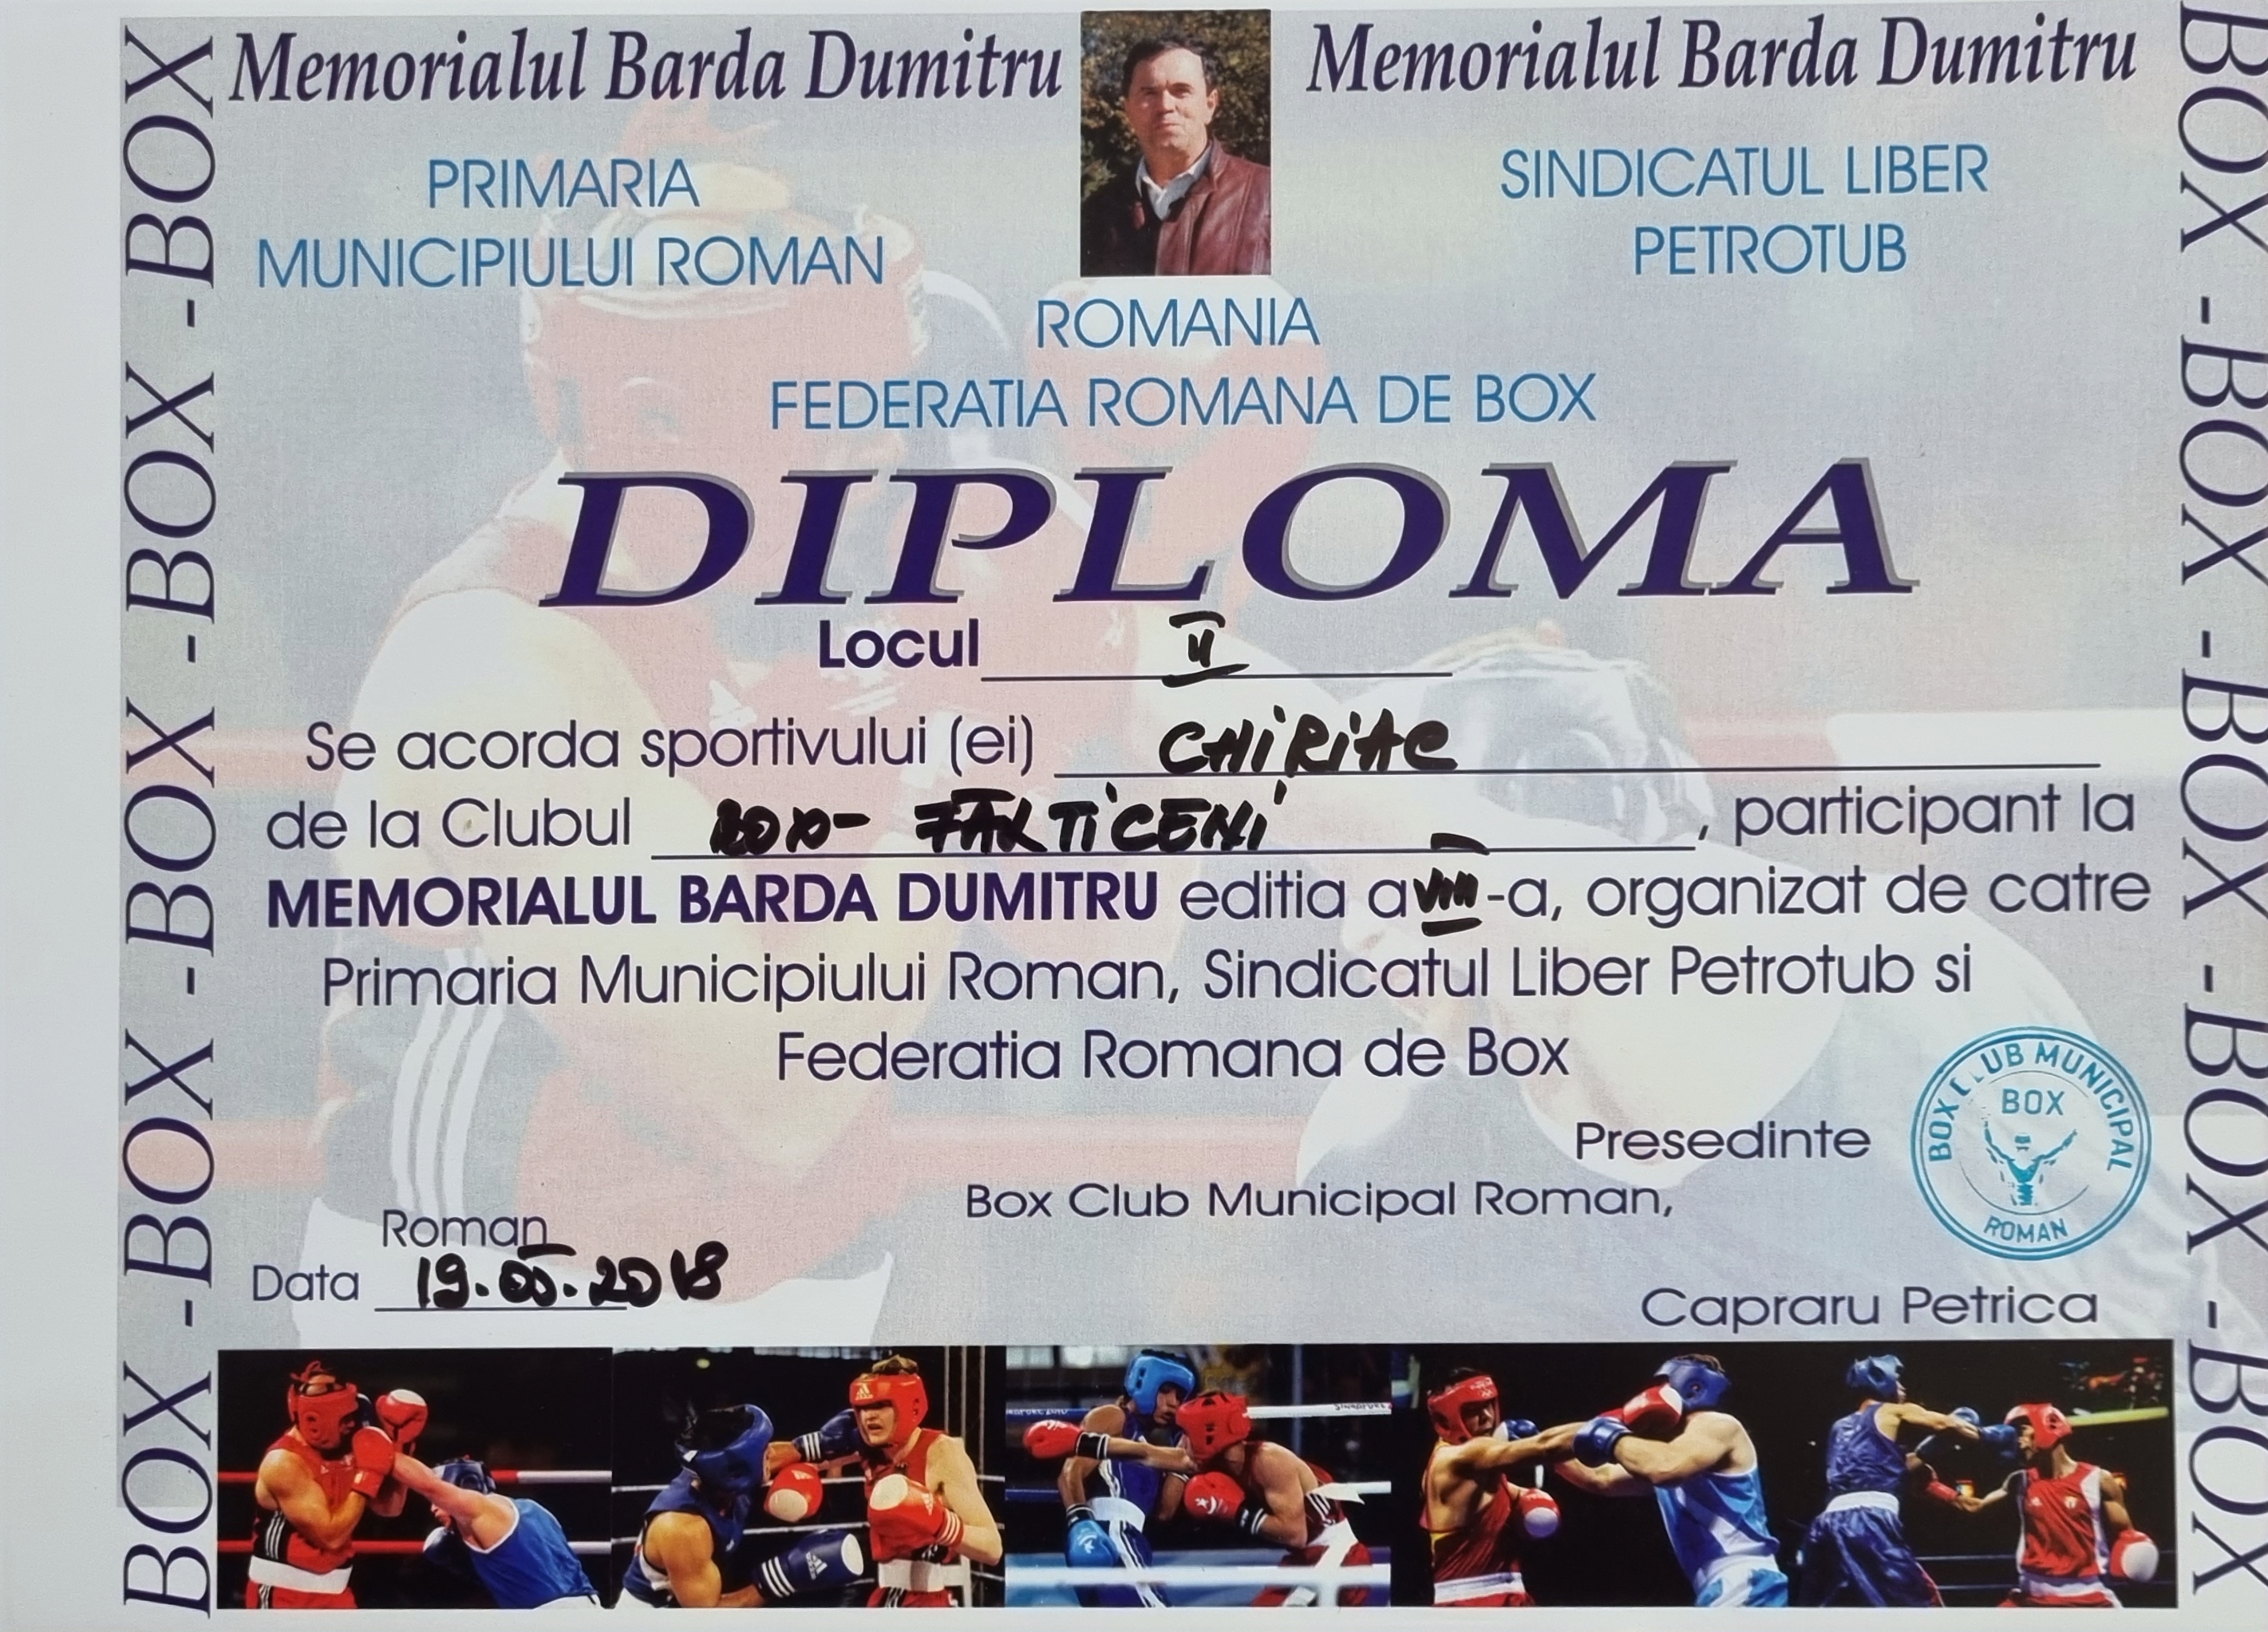 Memorialul Barda Dumitru
Memorialul Barda Dumitru
PRIMARIA
MUNICIPIULUI ROMAN
SINDICATUL LIBER
PETROTUB
ROMANIA
FEDERATIA ROMANA DE BOX
DIPLOMA
Locul II
Se acorda sportivului (ei) CHIRIAC
de la Clubul BOX- FĂLTICENI, participant la
MEMORIALUL BARDA DUMITRU editia a VIII-a, organizat de catre
Primaria Municipiului Roman, Sindicatul Liber Petrotub si
Federatia Romana de Box
Presedinte
Box Club Municipal Roman,
BOX CLUB MUNICIPAL
BOX
ROMAN
Roman
Data 19.05.2018
Capraru Petrica
BOX -BOX -BOX -BOX -BOX
BOX -BOX -BOX -BOX -BOX